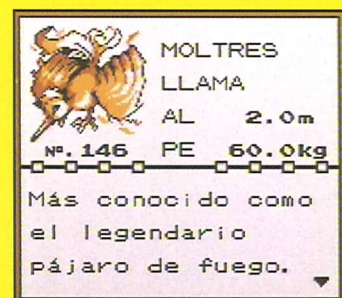 MOLTRES
LLAMA
AL 2.0m
Nº.146 PE 60.0kg
Más conocido como
el legendario
pájaro de fuego.